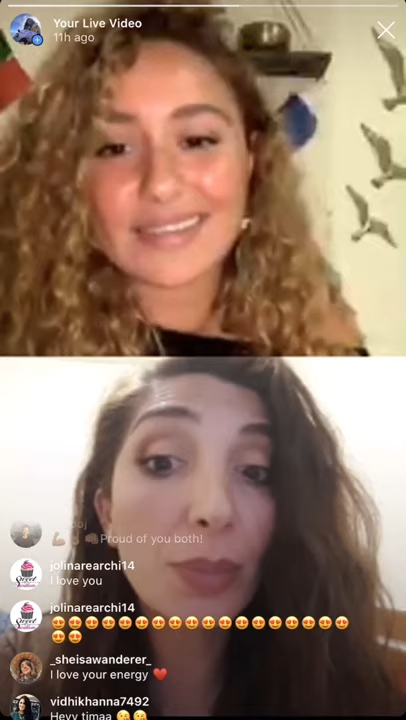 Your Live Video
11h ago
💪🏽 ✌🏽 👊🏽Proud of you both!
jolinarearchi14
I love you
jolinarearchi14
😍😍😍😍😍😍😍😍😍😍😍😍😍😍😍😍😍😍
😍😍
_sheisawanderer_
I love your energy ❤️
vidhikhanna7492
Heyy timaa 😘😘